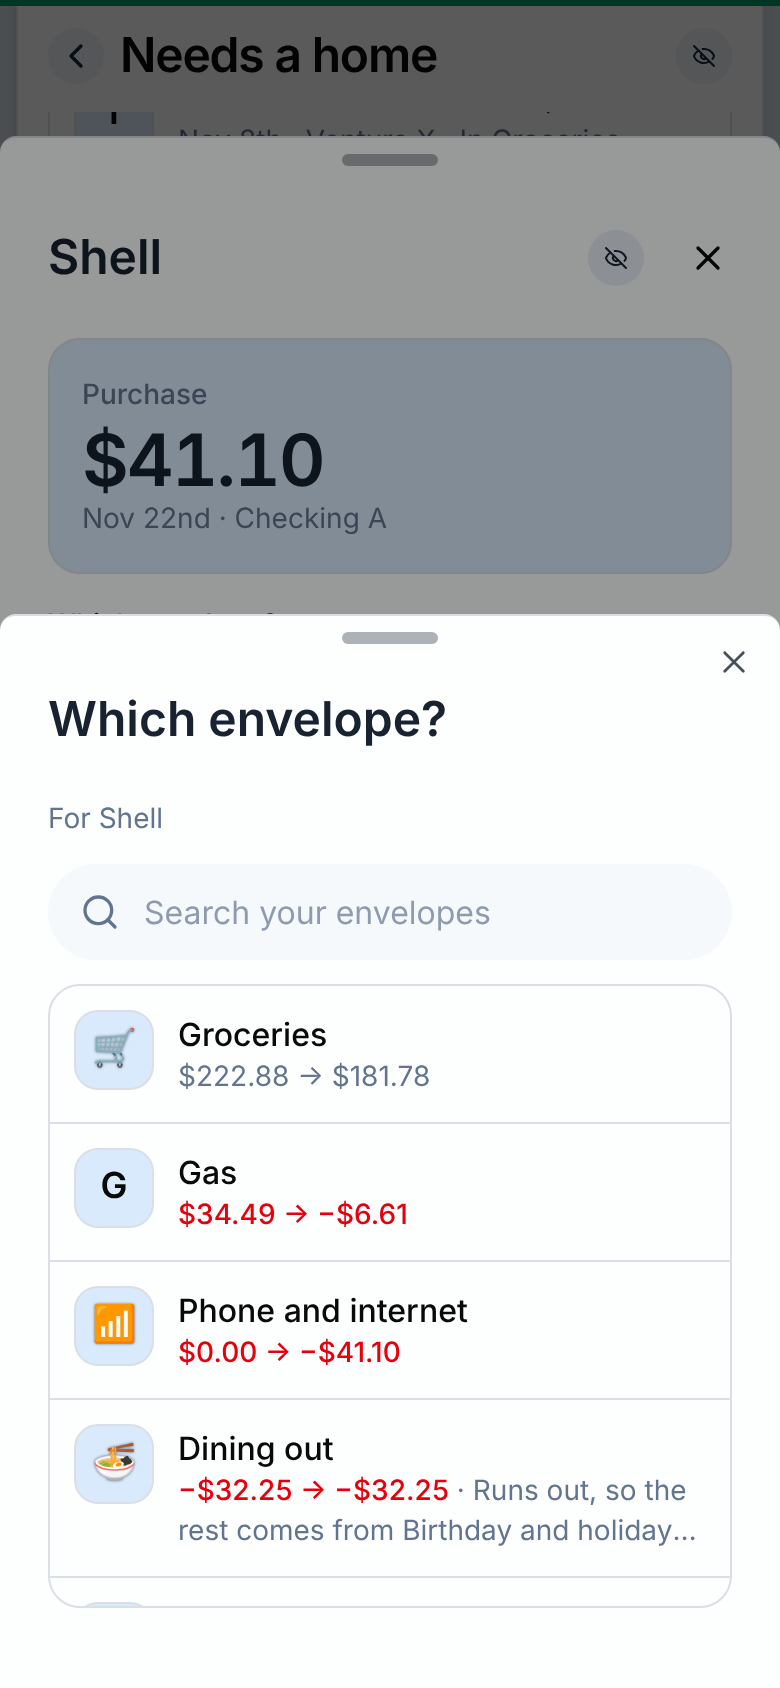 Needs a home
Shell
Purchase
$41.10
Nov 22nd · Checking A
Which envelope?
For Shell
Search your envelopes
Groceries
$222.88 → $181.78
G
Gas
$34.49 → −$6.61
Phone and internet
$0.00 → −$41.10
Dining out
−$32.25 → −$32.25 · Runs out, so the
rest comes from Birthday and holiday...